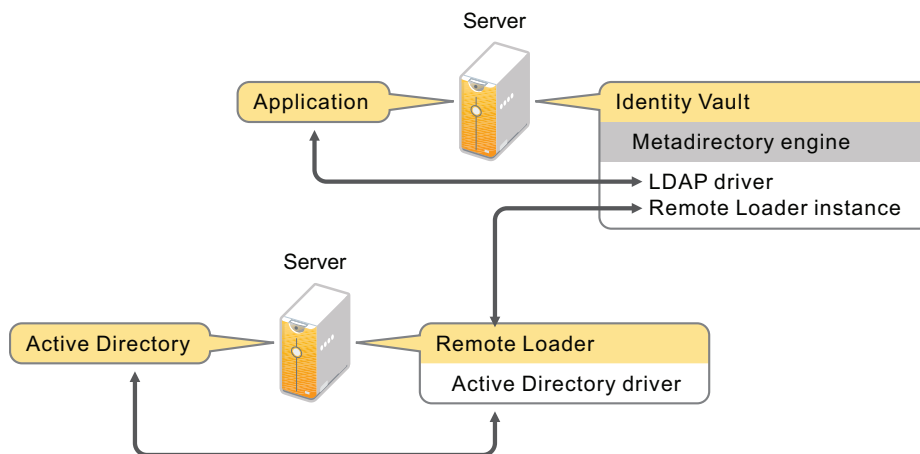 Server
Application
Identity Vault
Metadirectory engine
LDAP driver
Remote Loader instance
Server
Active Directory
Remote Loader
Active Directory driver